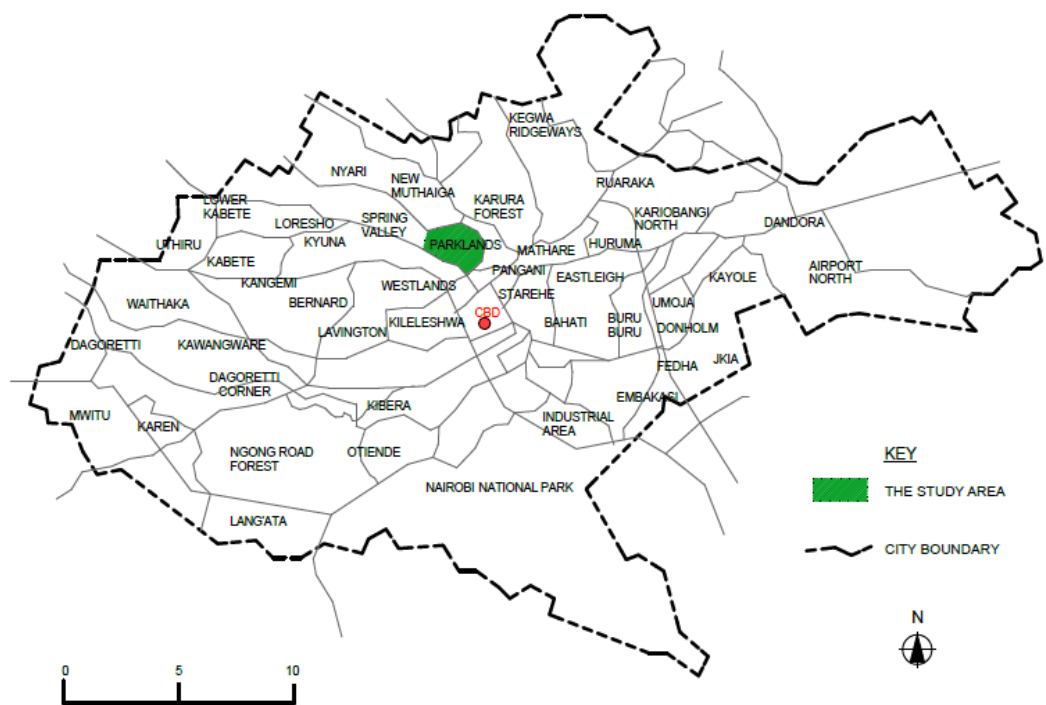 KEGWA
RIDGEWAYS
NYARI
NEW
MUTHAIGA
RUARAKA
LOWER
KABETE
KARURA
FOREST
LORESHO
SPRING
VALLEY
KARIOBANGI
NORTH
DANDORA
UTHIRU
KYUNA
PARKLANDS
MATHARE
HURUMA
KABETE
PANGANI
EASTLEIGH
KAYOLE
AIRPORT
NORTH
KANGEMI
WESTLANDS
STAREHE
WAITHAKA
BERNARD
UMOJA
CBD
KILELESHWA
BAHATI
BURU
BURU
DONHOLM
LAVINGTON
DAGORETTI
KAWANGWARE
FEDHA
JKIA
DAGORETTI
CORNER
EMBAKASI
KIBERA
MWITU
KAREN
INDUSTRIAL
AREA
NGONG ROAD
FOREST
OTIENDE
NAIROBI NATIONAL PARK
LANG'ATA
KEY
THE STUDY AREA
CITY BOUNDARY
N
0 5 10